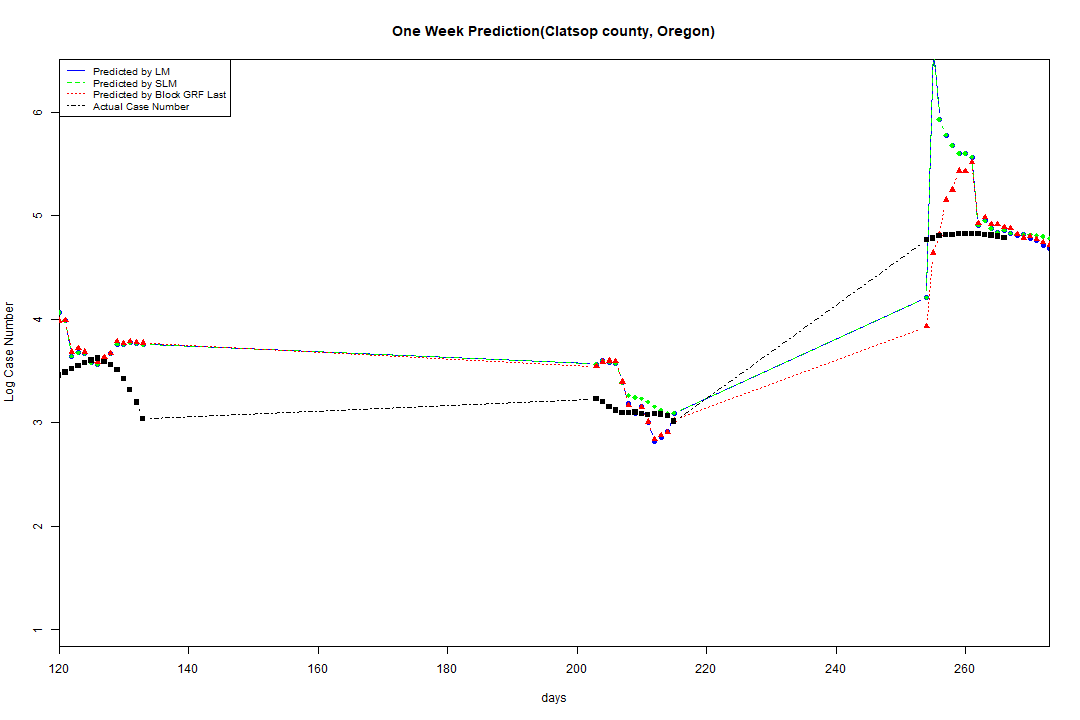 One Week Prediction(Clatsop county, Oregon)
Predicted by LM
Predicted by SLM
Predicted by Block GRF Last
Actual Case Number
6
5
4
3
2
1
Log Case Number
120 140 160 180 200 220 240 260
days